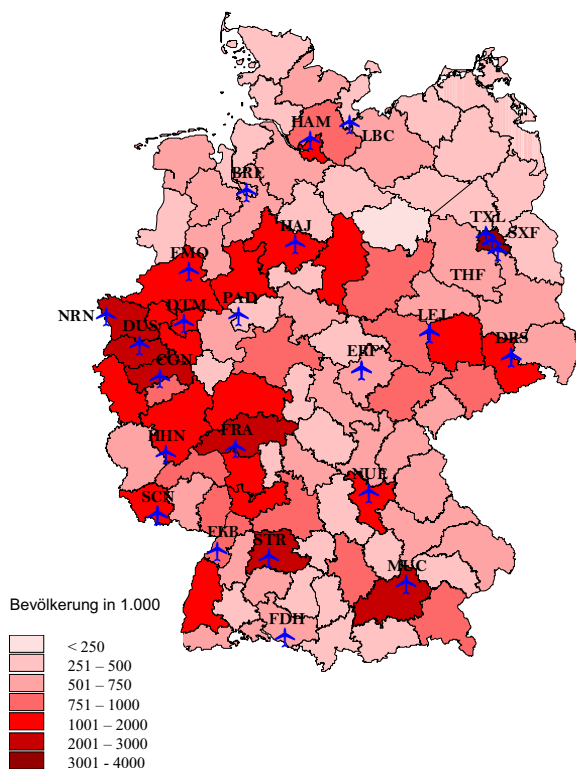 HAM
LBC
BRE
TXL
SXF
HAJ
FMO
THF
PAD
NRN
DTM
LEJ
DUS
DRS
ERF
CGN
HHN
FRA
NUE
SCN
FKB
STR
MUC
FDH
Bevölkerung in 1.000
< 250
251 – 500
501 – 750
751 – 1000
1001 – 2000
2001 – 3000
3001 - 4000